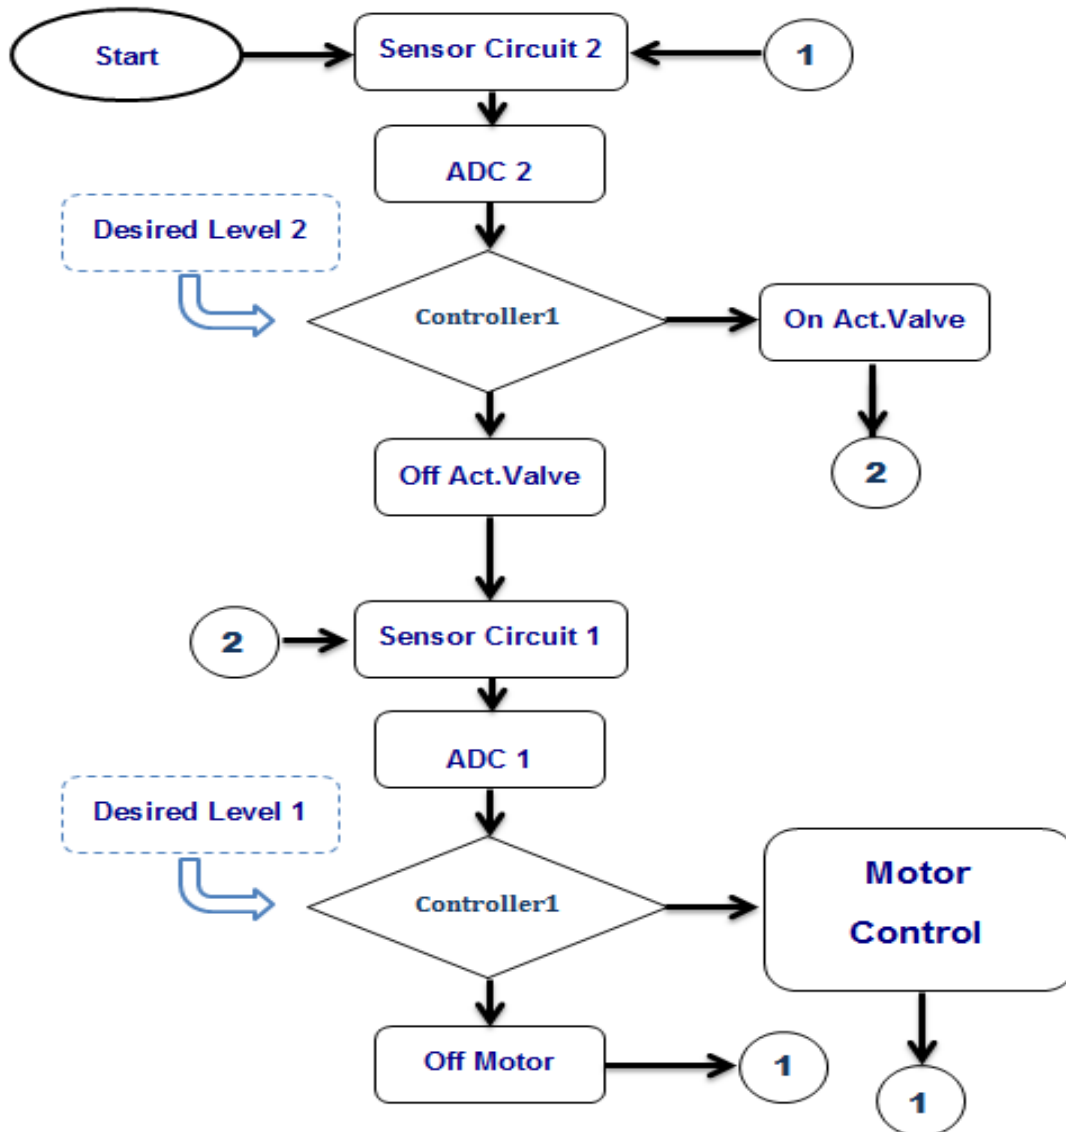 Start
Sensor Circuit 2
1
ADC 2
Desired Level 2
Controller1
On Act.Valve
Off Act.Valve
2
2
Sensor Circuit 1
ADC 1
Desired Level 1
Controller1
Motor
Control
Off Motor
1
1